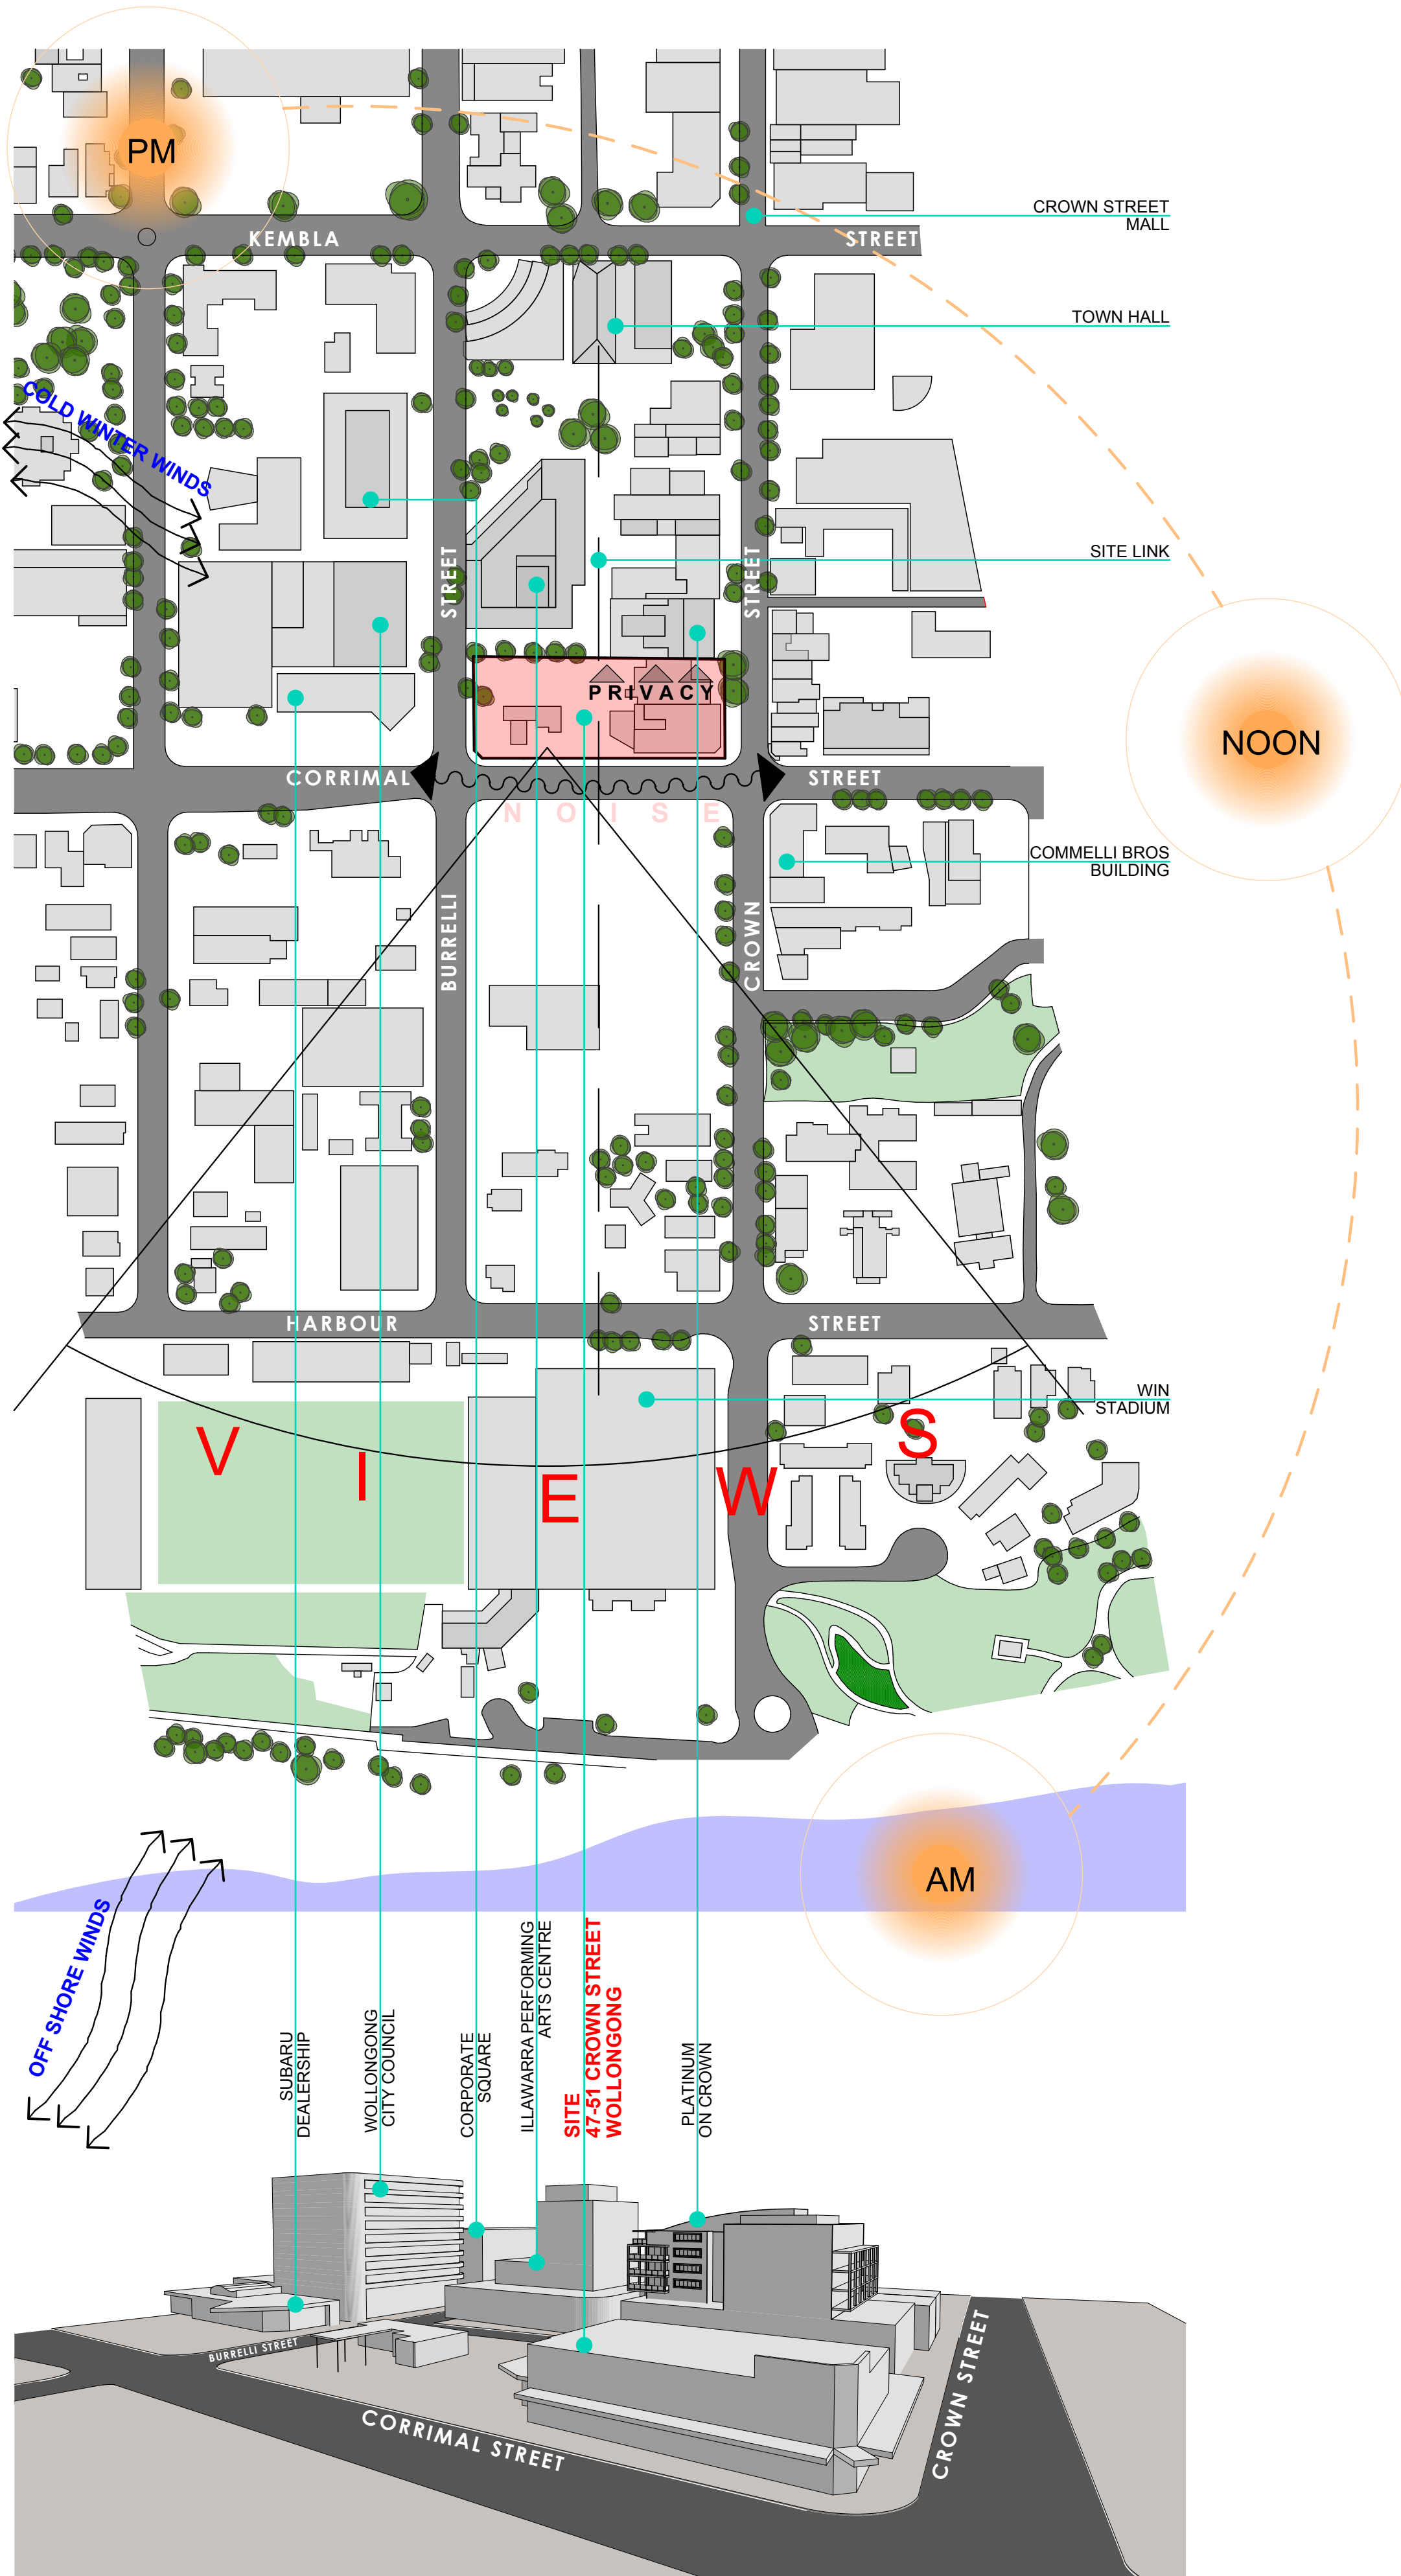 PM
CROWN STREET
MALL
KEMBLA
STREET
TOWN HALL
COLD WINTER WINDS
STREET
STREET
SITE LINK
PRIVACY
NOON
CORRIMAL
STREET
NOISE
COMMELLI BROS
BUILDING
BURRELLI
CROWN
HARBOUR
STREET
WIN
STADIUM
VIEWS
AM
OFF SHORE WINDS
SUBARU
DEALERSHIP
WOLLONGONG
CITY COUNCIL
CORPORATE
SQUARE
ILLAWARRA PERFORMING
ARTS CENTRE
SITE
47-51 CROWN STREET
WOLLONGONG
PLATINUM
ON CROWN
BURRELLI STREET
CORRIMAL STREET
CROWN STREET